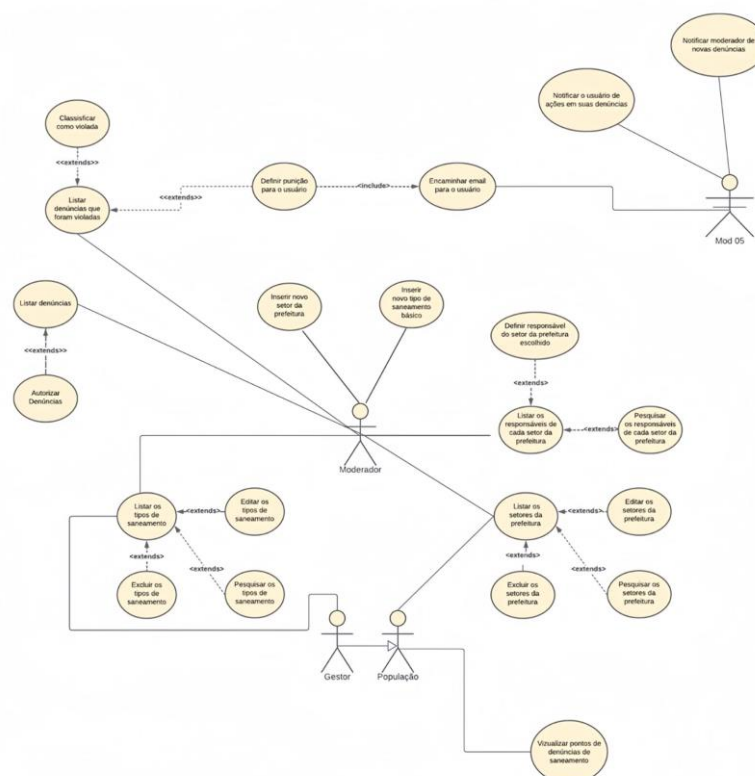 Notificar moderador de
novas denúncias
Notificar o usuário de
ações em suas denúncias
Classisficar
como violada
<<extends>>
Listar
denúncias que
foram violadas
<<extends>>
Definir punição
para o usuário
<include>
Encaminhar email
para o usuário
Mod 05
Listar denúncias
<<extends>>
Autorizar
Denúncias
Inserir novo
setor da
prefeitura
Inserir
novo tipo de
saneamento
básico
Definir responsável
do setor da prefeitura
escolhido
<extends>
Listar os
responsáveis de
cada setor da
prefeitura
<extends>
Pesquisar
os responsáveis
de cada setor da
prefeitura
Moderador
Listar os
tipos de
saneamento
<extends>
Editar os
tipos de
saneamento
<extends>
<extends>
Excluir os
tipos de
saneamento
Pesquisar os
tipos de
saneamento
Listar os
setores da
prefeitura
<extends>
Editar os
setores da
prefeitura
<extends>
<extends>
Excluir os
setores da
prefeitura
Pesquisar os
setores da
prefeitura
Gestor
População
Vizualizar pontos de
denúncias de
saneamento